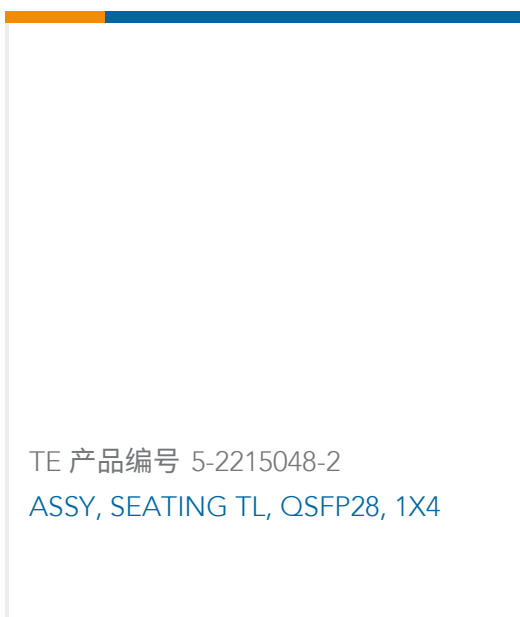 TE 产品编号 5-2215048-2
ASSY, SEATING TL, QSFP28, 1X4